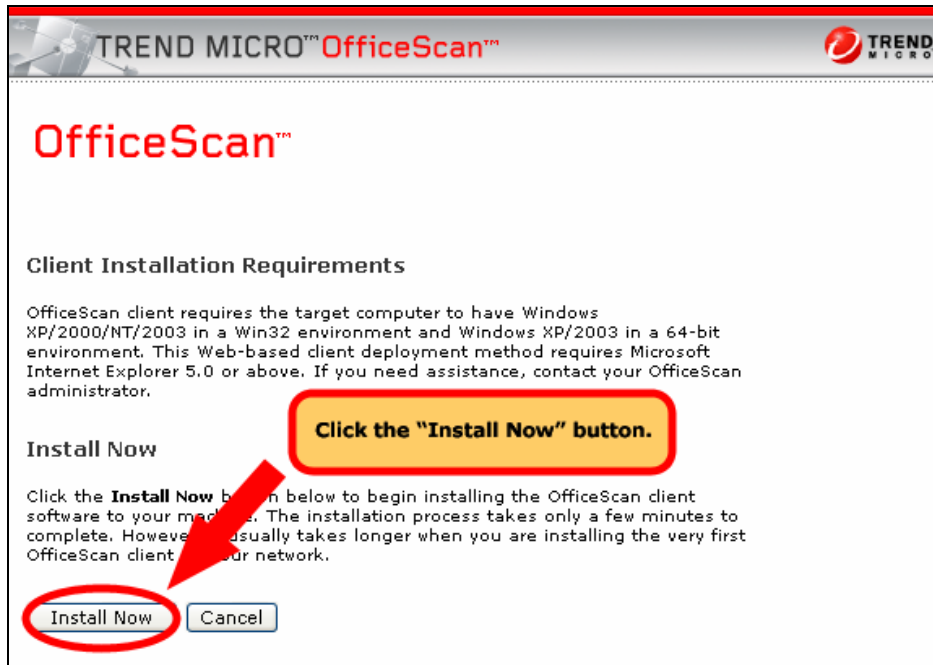 TREND MICRO™ OfficeScan™
TREND
MICRO
OfficeScan™
Client Installation Requirements
OfficeScan client requires the target computer to have Windows
XP/2000/NT/2003 in a Win32 environment and Windows XP/2003 in a 64-bit
environment. This Web-based client deployment method requires Microsoft
Internet Explorer 5.0 or above. If you need assistance, contact your OfficeScan
administrator.
Click the “Install Now” button.
Install Now
Click the Install Now below to begin installing the OfficeScan client
software to your The installation process takes only a few minutes to
complete. However usually takes longer when you are installing the very first
OfficeScan client network.
Install Now Cancel